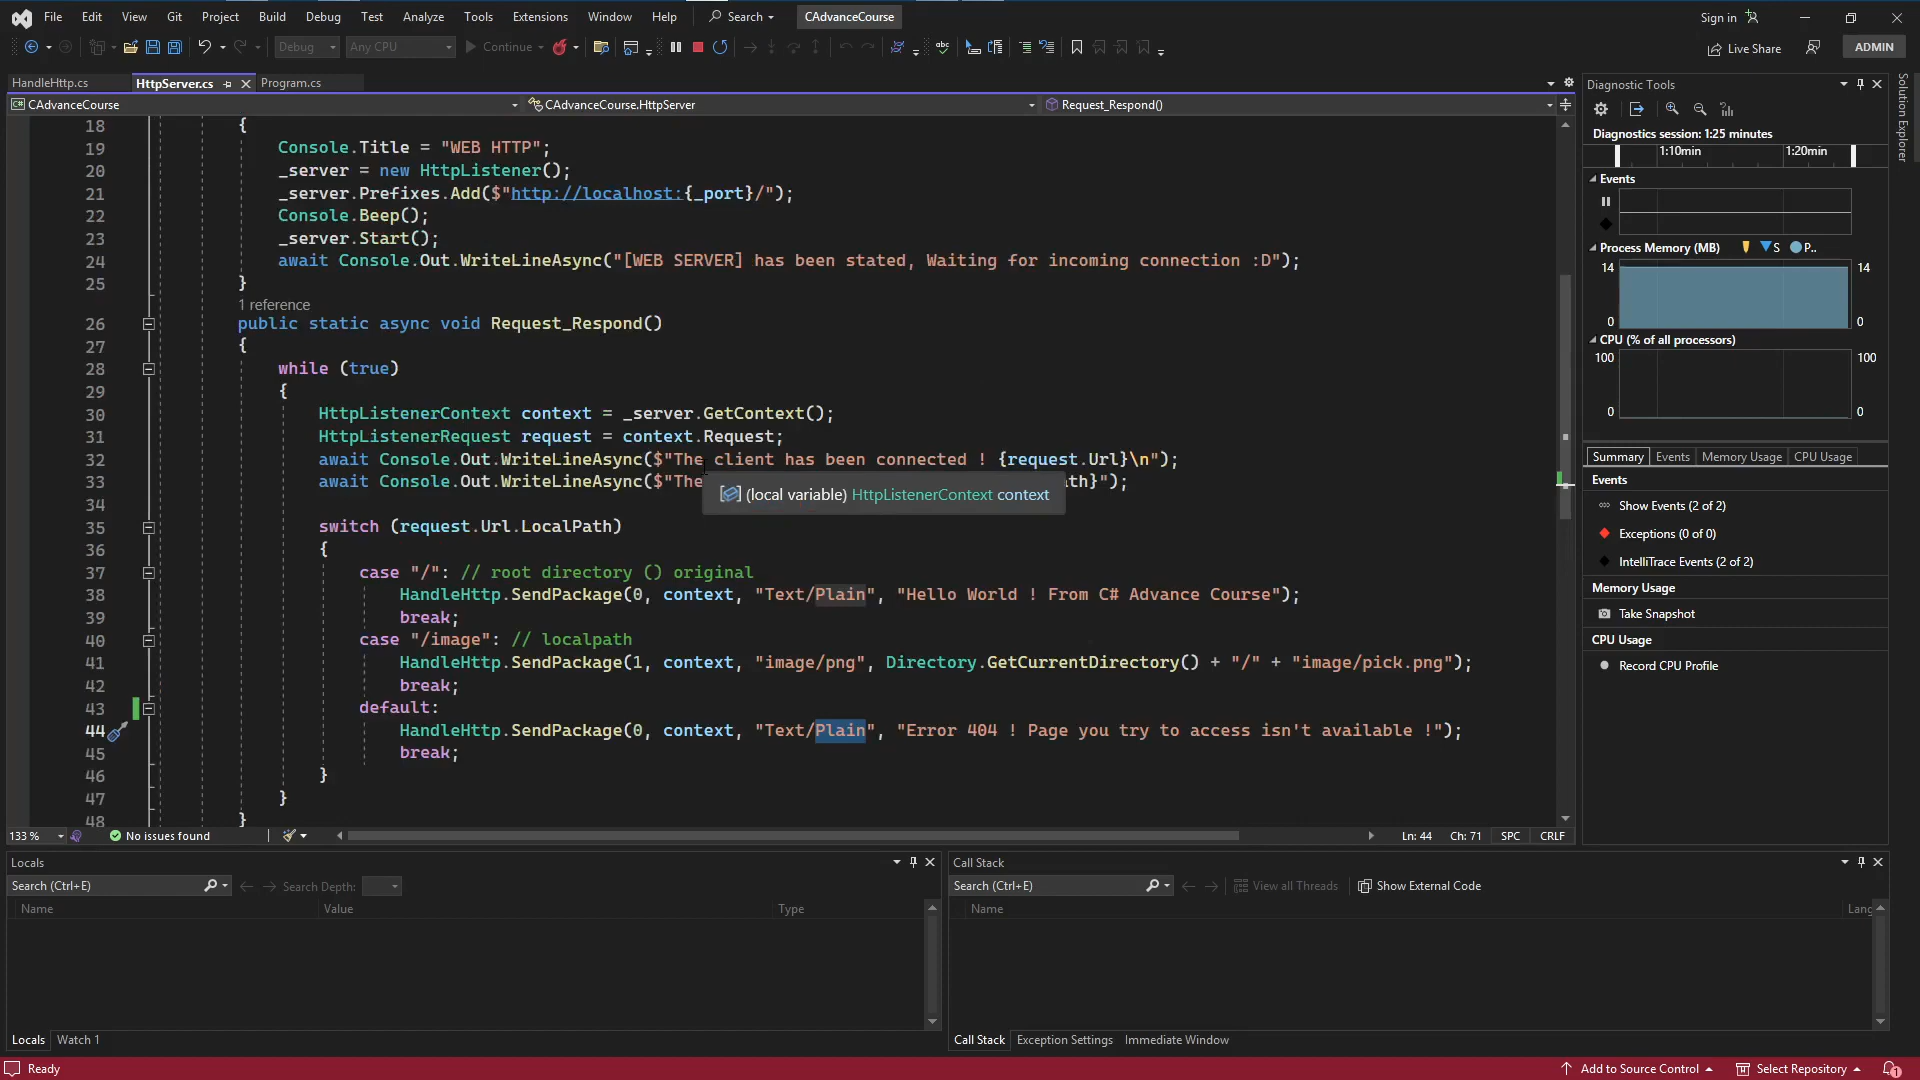 File Edit View Git Project Build Debug Test Analyze Tools Extensions Window Help Search CAdvanceCourse Sign in
Debug Any CPU Continue Live Share ADMIN
HandleHttp.cs HttpServer.cs Program.cs
CAdvanceCourse CAdvanceCourse.HttpServer Request_Respond()
18 {
19 Console.Title = "WEB HTTP";
20 _server = new HttpListener();
21 _server.Prefixes.Add($"http://localhost:{_port}/");
22 Console.Beep();
23 _server.Start();
24 await Console.Out.WriteLineAsync("[WEB SERVER] has been stated, Waiting for incoming connection :D");
25 }
1 reference
26 public static async void Request_Respond()
27 {
28 while (true)
29 {
30 HttpListenerContext context = _server.GetContext();
31 HttpListenerRequest request = context.Request;
32 await Console.Out.WriteLineAsync($"The client has been connected ! {request.Url}\n");
33 await Console.Out.WriteLineAsync($"The ath}");
(local variable) HttpListenerContext context
34
35 switch (request.Url.LocalPath)
36 {
37 case "/": // root directory () original
38 HandleHttp.SendPackage(0, context, "Text/Plain", "Hello World ! From C# Advance Course");
39 break;
40 case "/image": // localpath
41 HandleHttp.SendPackage(1, context, "image/png", Directory.GetCurrentDirectory() + "/" + "image/pick.png");
42 break;
43 default:
44 HandleHttp.SendPackage(0, context, "Text/Plain", "Error 404 ! Page you try to access isn't available !");
45 break;
46 }
47 }
48 }
133 % No issues found Ln: 44 Ch: 71 SPC CRLF
Diagnostic Tools
Diagnostics session: 1:25 minutes
1:10min 1:20min
Events
Process Memory (MB) S P..
14 14
0 0
CPU (% of all processors)
100 100
0 0
Summary Events Memory Usage CPU Usage
Events
Show Events (2 of 2)
Exceptions (0 of 0)
IntelliTrace Events (2 of 2)
Memory Usage
Take Snapshot
CPU Usage
Record CPU Profile
Solution Explorer
Locals
Search (Ctrl+E) Search Depth:
Name Value Type
Locals Watch 1
Call Stack
Search (Ctrl+E) View all Threads Show External Code
Name Lang
Call Stack Exception Settings Immediate Window
Ready Add to Source Control Select Repository 1